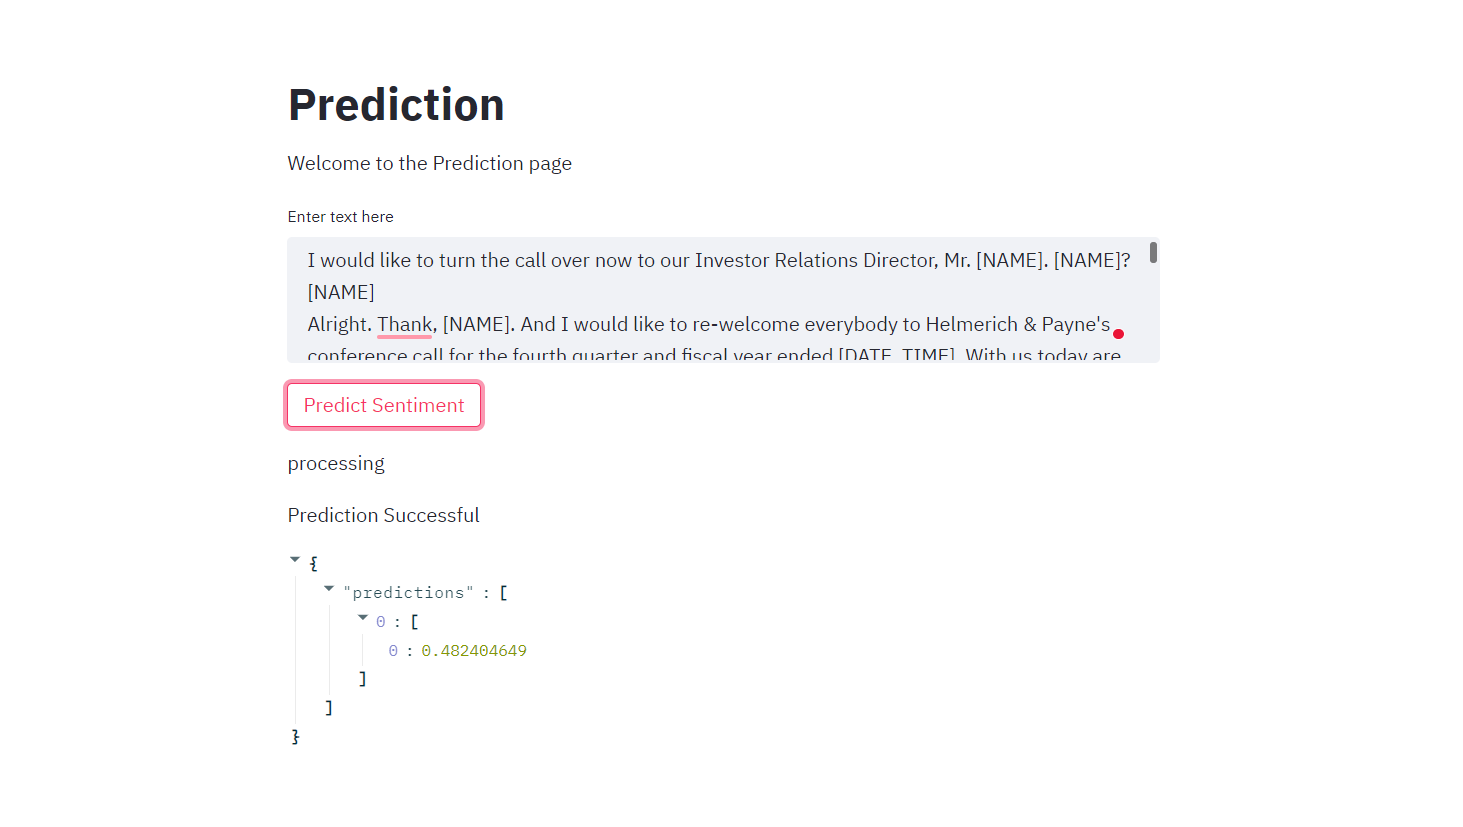 Prediction
Welcome to the Prediction page
Enter text here
I would like to turn the call over now to our Investor Relations Director, Mr. [NAME]. [NAME]?
[NAME]
Alright. Thank, [NAME]. And I would like to re-welcome everybody to Helmerich & Payne's
conference call for the fourth quarter and fiscal year ended [DATE_TIME]. With us today are
Predict Sentiment
processing
Prediction Successful
{
"predictions" : [
0 : [
0 : 0.482404649
]
]
}